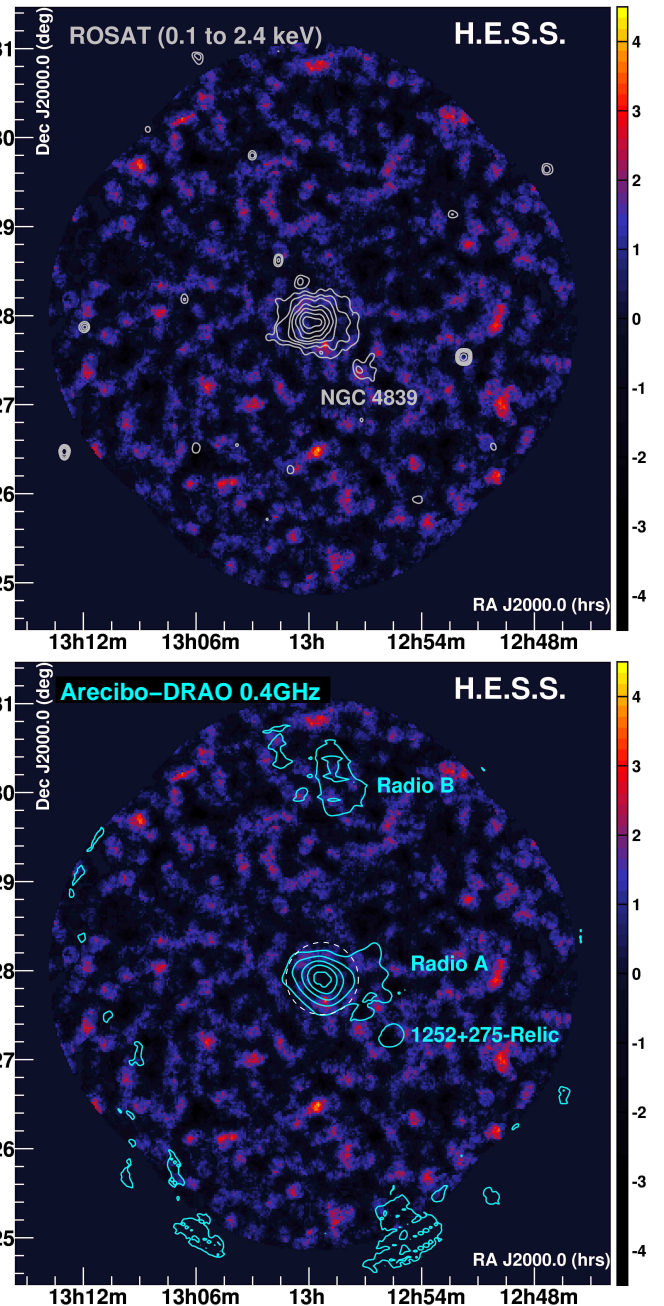 ROSAT (0.1 to 2.4 keV)
H.E.S.S.
Dec J2000.0 (deg)
31
30
29
28
27
26
25
NGC 4839
RA J2000.0 (hrs)
13h12m 13h06m 13h 12h54m 12h48m
4
3
2
1
0
-1
-2
-3
-4
Arecibo−DRAO 0.4GHz
H.E.S.S.
Dec J2000.0 (deg)
31
30
29
28
27
26
25
Radio B
Radio A
1252+275-Relic
RA J2000.0 (hrs)
13h12m 13h06m 13h 12h54m 12h48m
4
3
2
1
0
-1
-2
-3
-4